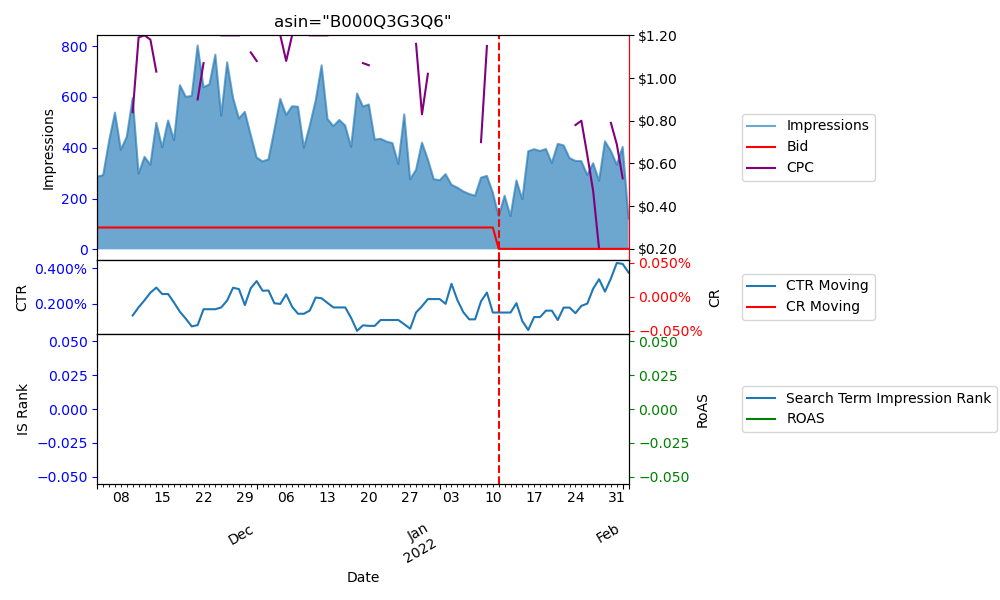 asin="B000Q3G3Q6"
800
600
400
200
0
Impressions
$1.20
$1.00
$0.80
$0.60
$0.40
$0.20
Impressions
Bid
CPC
0.400%
0.200%
CTR
0.050%
0.000%
−0.050%
CR
CTR Moving
CR Moving
0.050
0.025
0.000
−0.025
−0.050
IS Rank
0.050
0.025
0.000
−0.025
−0.050
RoAS
Search Term Impression Rank
ROAS
08 15 22 29 06 13 20 27 03 10 17 24 31
Dec Jan Feb
2022
Date